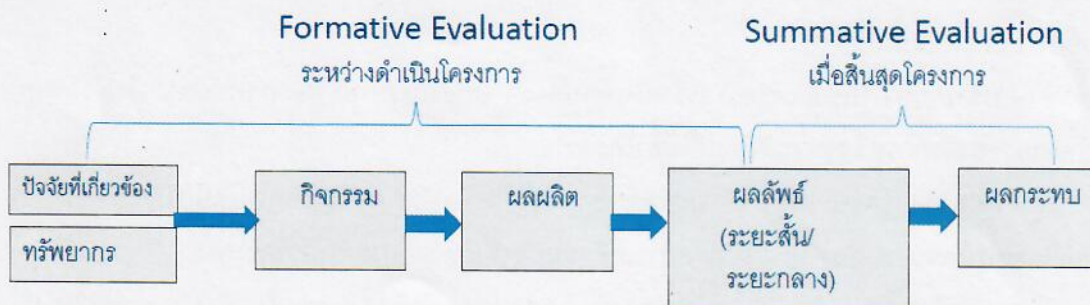 Formative Evaluation
ระหว่างดำเนินโครงการ
Summative Evaluation
เมื่อสิ้นสุดโครงการ
ปัจจัยที่เกี่ยวข้อง
ทรัพยากร
กิจกรรม
ผลผลิต
ผลลัพธ์
(ระยะสั้น/
ระยะกลาง)
ผลกระทบ